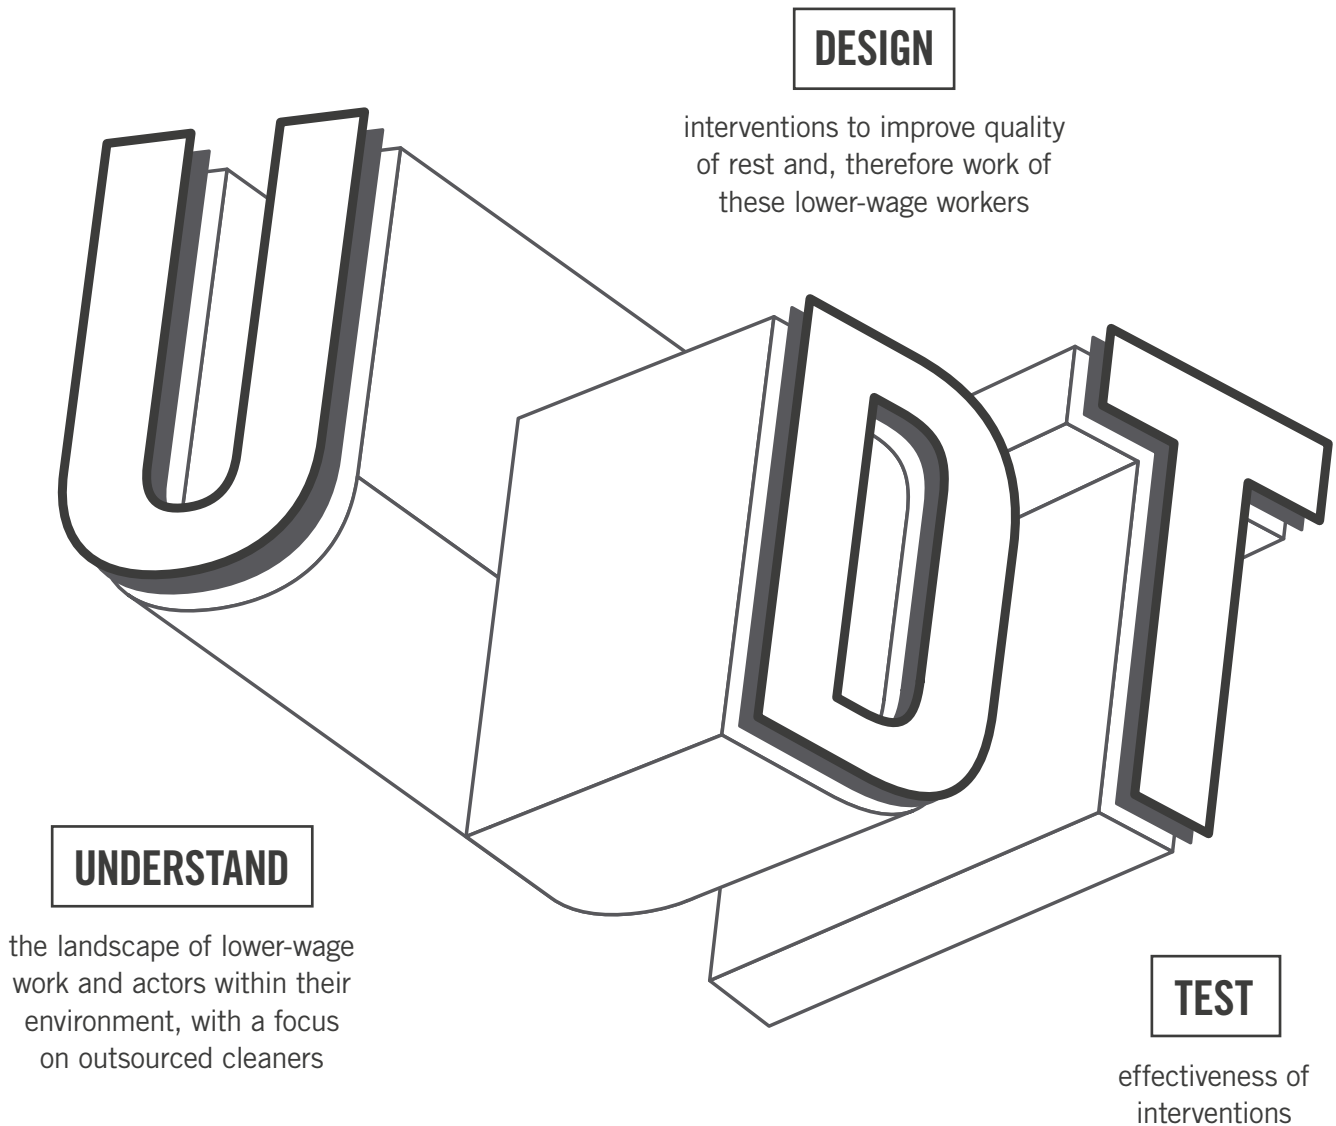 DESIGN
interventions to improve quality
of rest and, therefore work of
these lower-wage workers
U
D
T
UNDERSTAND
the landscape of lower-wage
work and actors within their
environment, with a focus
on outsourced cleaners
TEST
effectiveness of
interventions